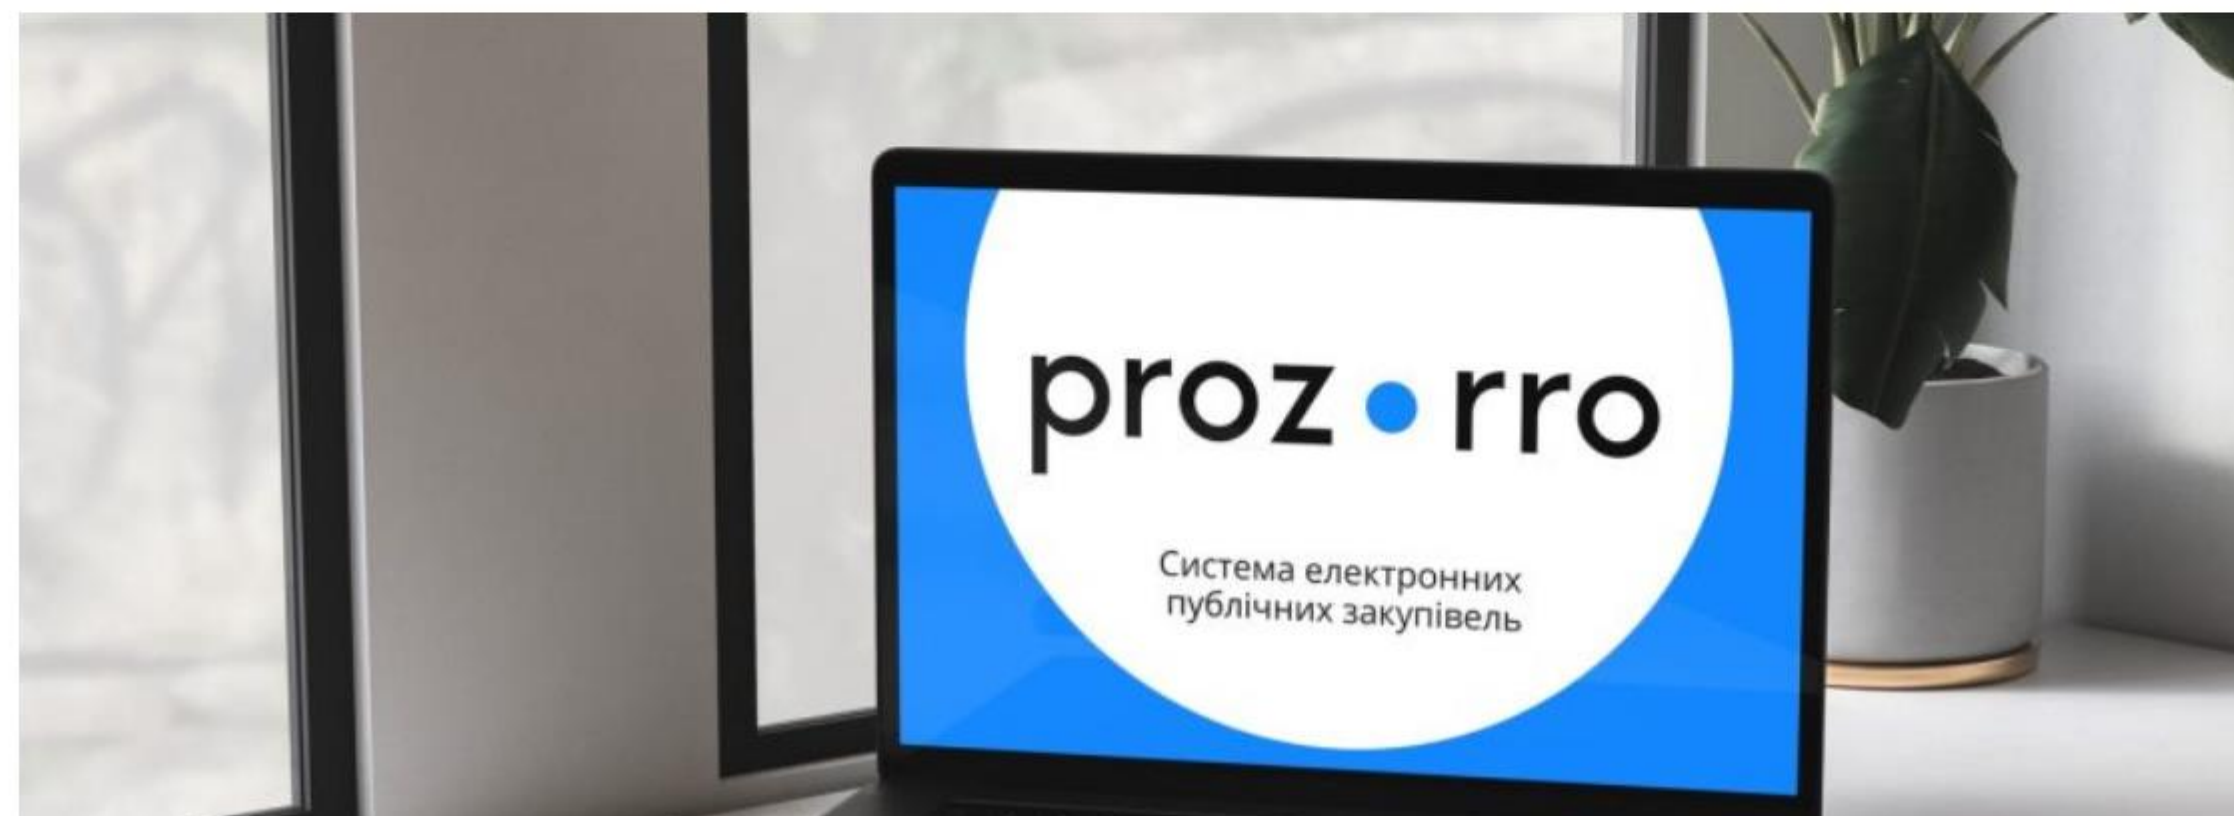 proz•rro
Система електронних
публічних закупівель